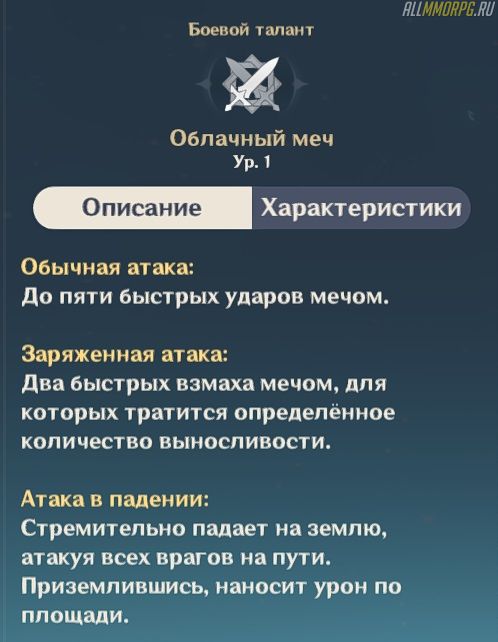 ALLMMORPG.RU
Боевой талант
Облачный меч
Ур. 1
Описание Характеристики
Обычная атака:
До пяти быстрых ударов мечом.
Заряженная атака:
Два быстрых взмаха мечом, для
которых тратится определённое
количество выносливости.
Атака в падении:
Стремительно падает на землю,
атакуя всех врагов на пути.
Приземлившись, наносит урон по
площади.